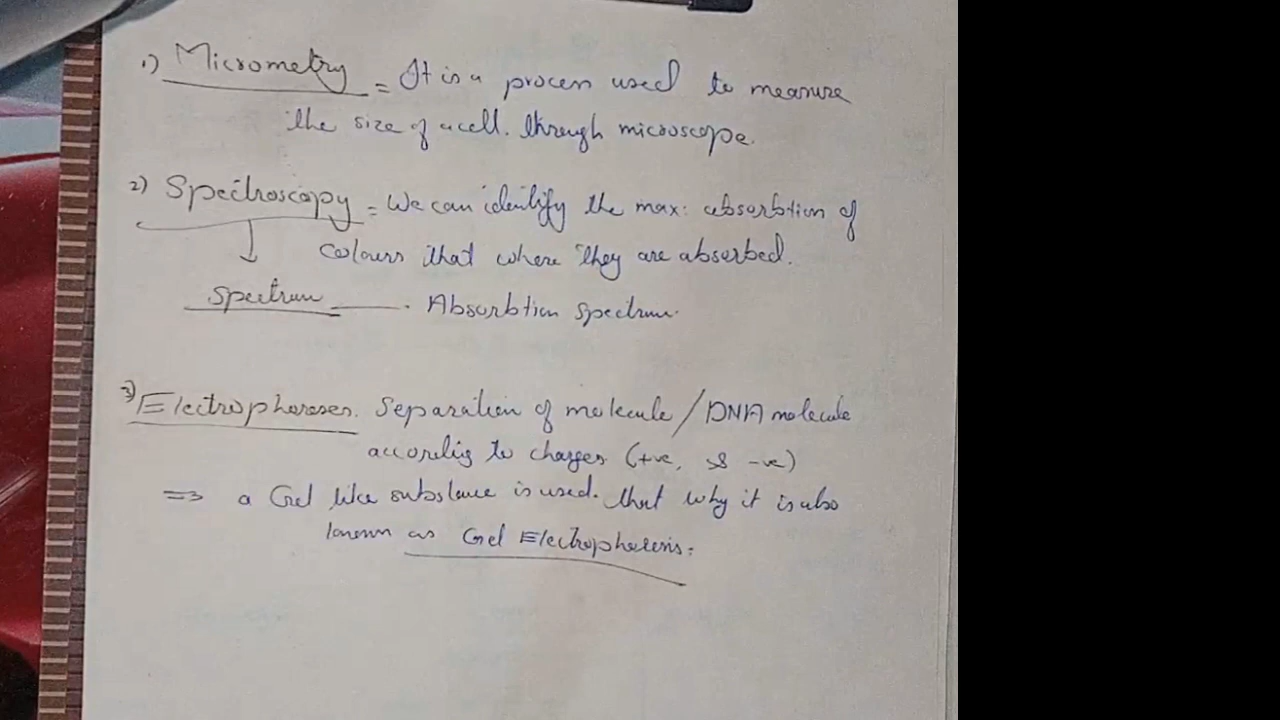 1) Micrometry = It is a process used to measure
the size of a cell. through microscope.
2) Spectroscopy = We can identify the max: absorbtion of
colours that where they are absorbed.
Spectrum . Absorbtion Spectrum.
3) Electrophoreses. Separation of molecule / DNA molecule
according to charges (+ve, & -ve)
⇒ a Gel like substance is used. that why it is also
known as Gel Electrophoresis.